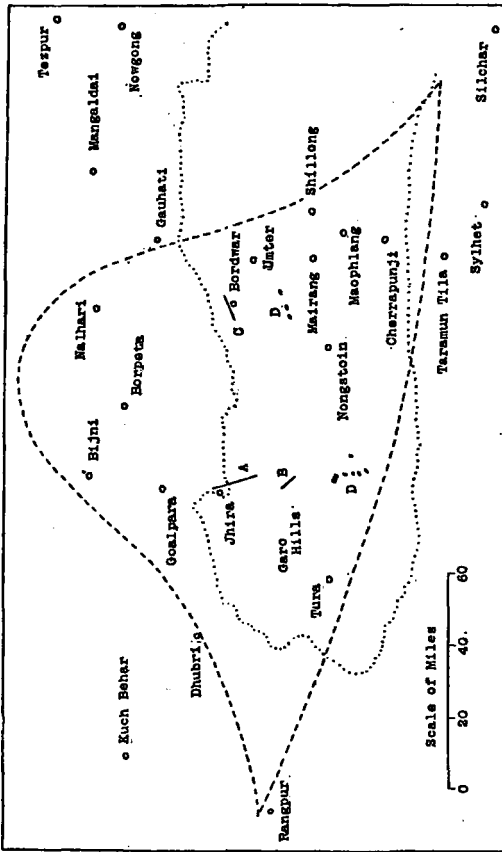 Tezpur
Mangaldai
Nowgong
Nalhari
Gauhati
Bijni
Borpeta
Kuch Behar
Goalpara
Dhubri
Jhira
A
C
Bordwar
Umter
Shillong
Rangpur
Garo
Hills
B
D
Mairang
Tura
D
Nongstoin
Maophlang
Cherrapunji
Taramun Tila
Sylhet
Silchar
0 20 40 60
Scale of Miles